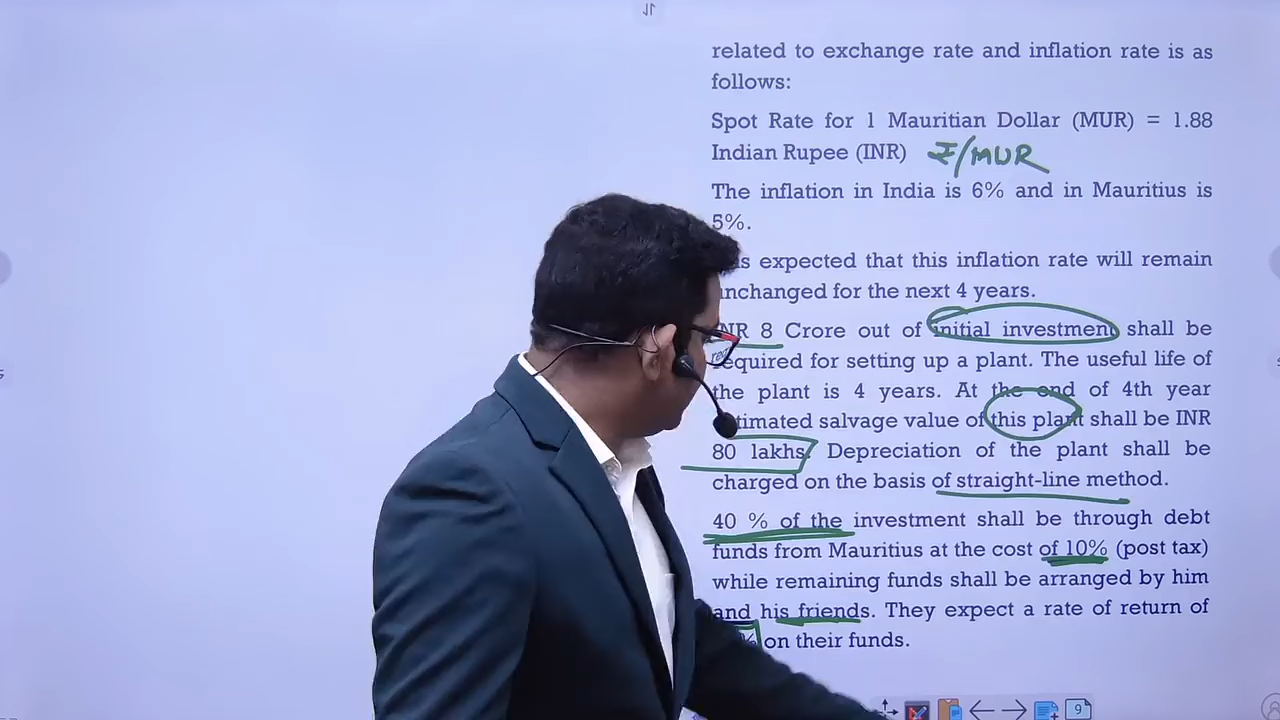 related to exchange rate and inflation rate is as
follows:
Spot Rate for 1 Mauritian Dollar (MUR) = 1.88
Indian Rupee (INR) ₹/MUR
The inflation in India is 6% and in Mauritius is
5%.
is expected that this inflation rate will remain
unchanged for the next 4 years.
INR 8 Crore out of initial investment shall be
required for setting up a plant. The useful life of
the plant is 4 years. At the end of 4th year
estimated salvage value of this plant shall be INR
80 lakhs. Depreciation of the plant shall be
charged on the basis of straight-line method.
40 % of the investment shall be through debt
funds from Mauritius at the cost of 10% (post tax)
while remaining funds shall be arranged by him
and his friends. They expect a rate of return of
% on their funds.
9